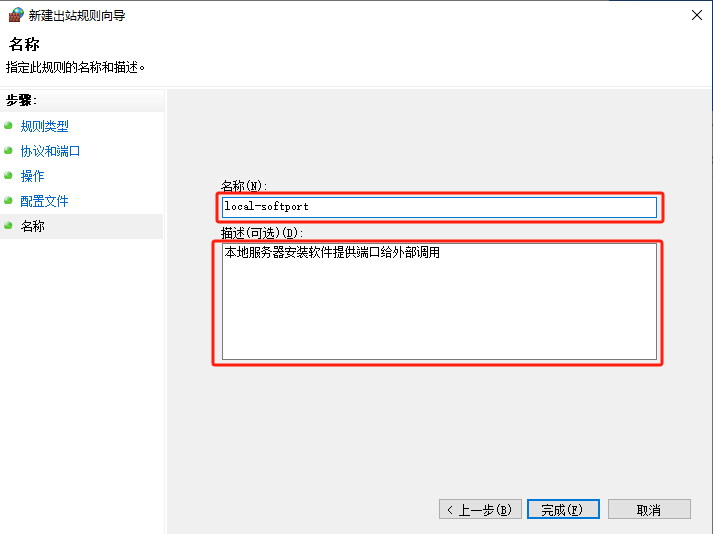 新建出站规则向导
名称
指定此规则的名称和描述。
步骤:
规则类型
协议和端口
操作
配置文件
名称
名称(N):
local-softport
描述(可选)(D):
本地服务器安装软件提供端口给外部调用
< 上一步(B)
完成(F)
取消